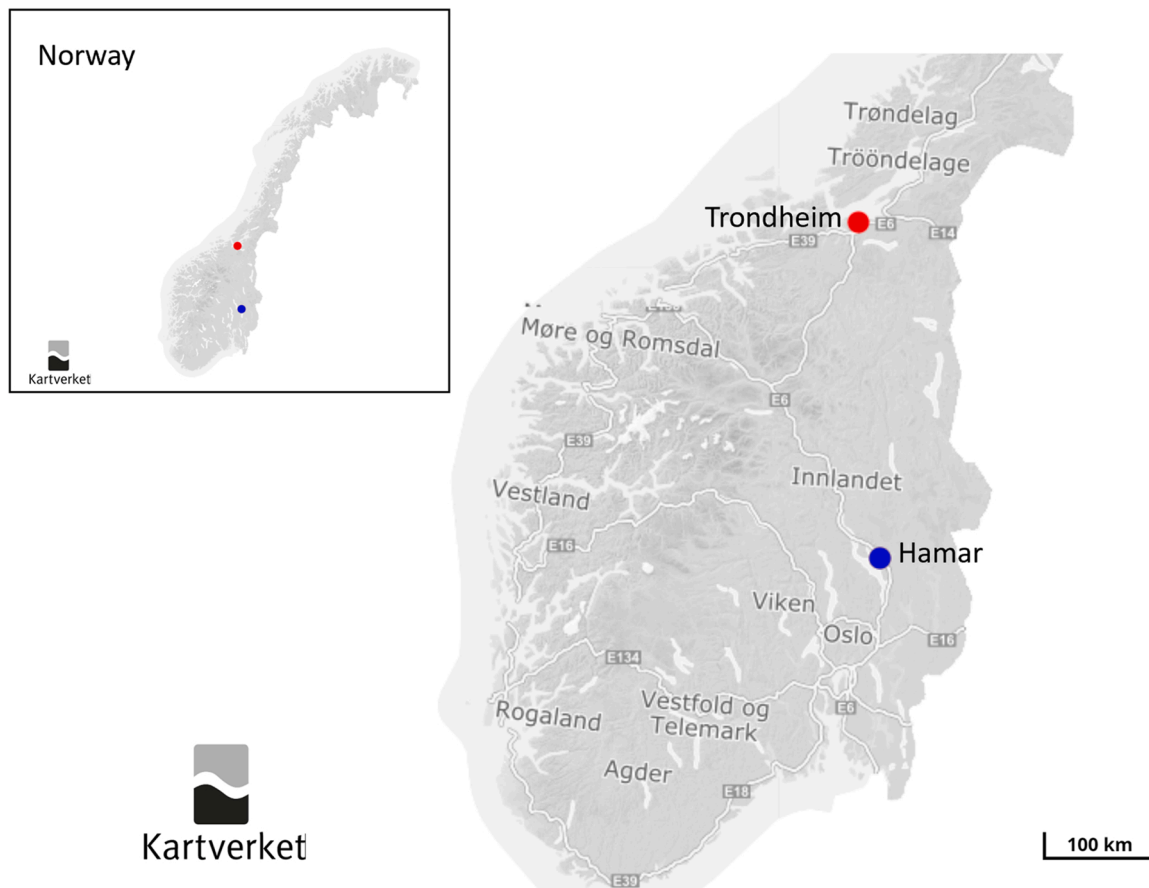 Norway
Kartverket
Trøndelag
Trööndelage
Trondheim
E6
E14
E39
Møre og Romsdal
E6
E39
Innlandet
Vestland
E16
Hamar
Viken
Oslo
E16
E134
Vestfold og
Telemark
E6
Rogaland
Agder
E18
Kartverket
100 km
E39